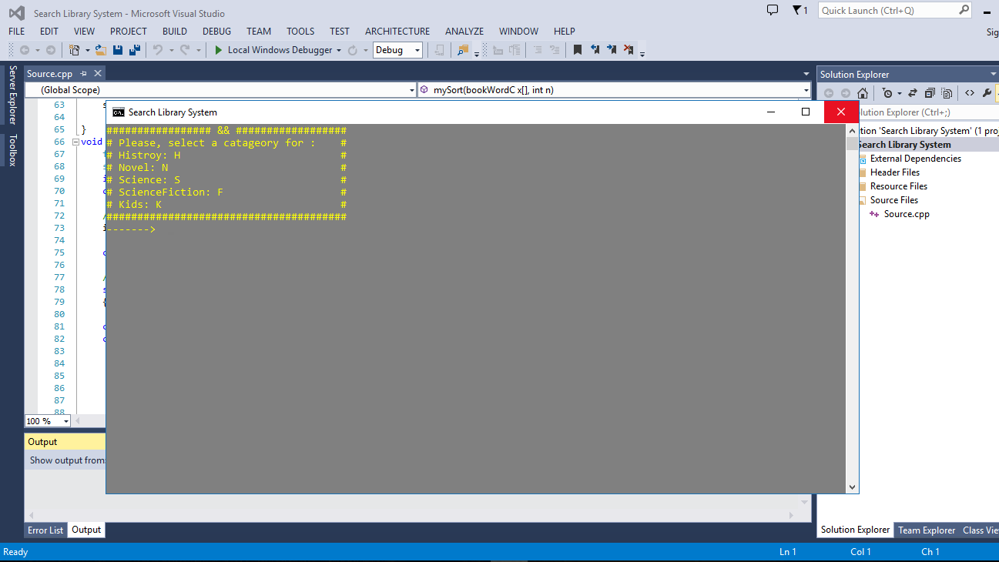 Search Library System - Microsoft Visual Studio
1
Quick Launch (Ctrl+Q)
FILE EDIT VIEW PROJECT BUILD DEBUG TEAM TOOLS TEST ARCHITECTURE ANALYZE WINDOW HELP
Local Windows Debugger Debug
Server Explorer
Toolbox
Source.cpp
(Global Scope) mySort(bookWordC x[], int n)
63
64
65 }
66 void
67
68
69
70
71
72
73
74
75
76
77
78
79
80
81
82
83
84
85
86
87
88
100 %
Search Library System
################# && ##################
# Please, select a catageory for : #
# Histroy: H #
# Novel: N #
# Science: S #
# ScienceFiction: F #
# Kids: K #
#######################################
------->
Output
Show output from:
Error List Output
Solution Explorer
Explorer (Ctrl+;)
'Search Library System' (1
Search Library System
External Dependencies
Header Files
Resource Files
Source Files
Source.cpp
Solution Explorer Team Explorer Class
Ready Ln 1 Col 1 Ch 1